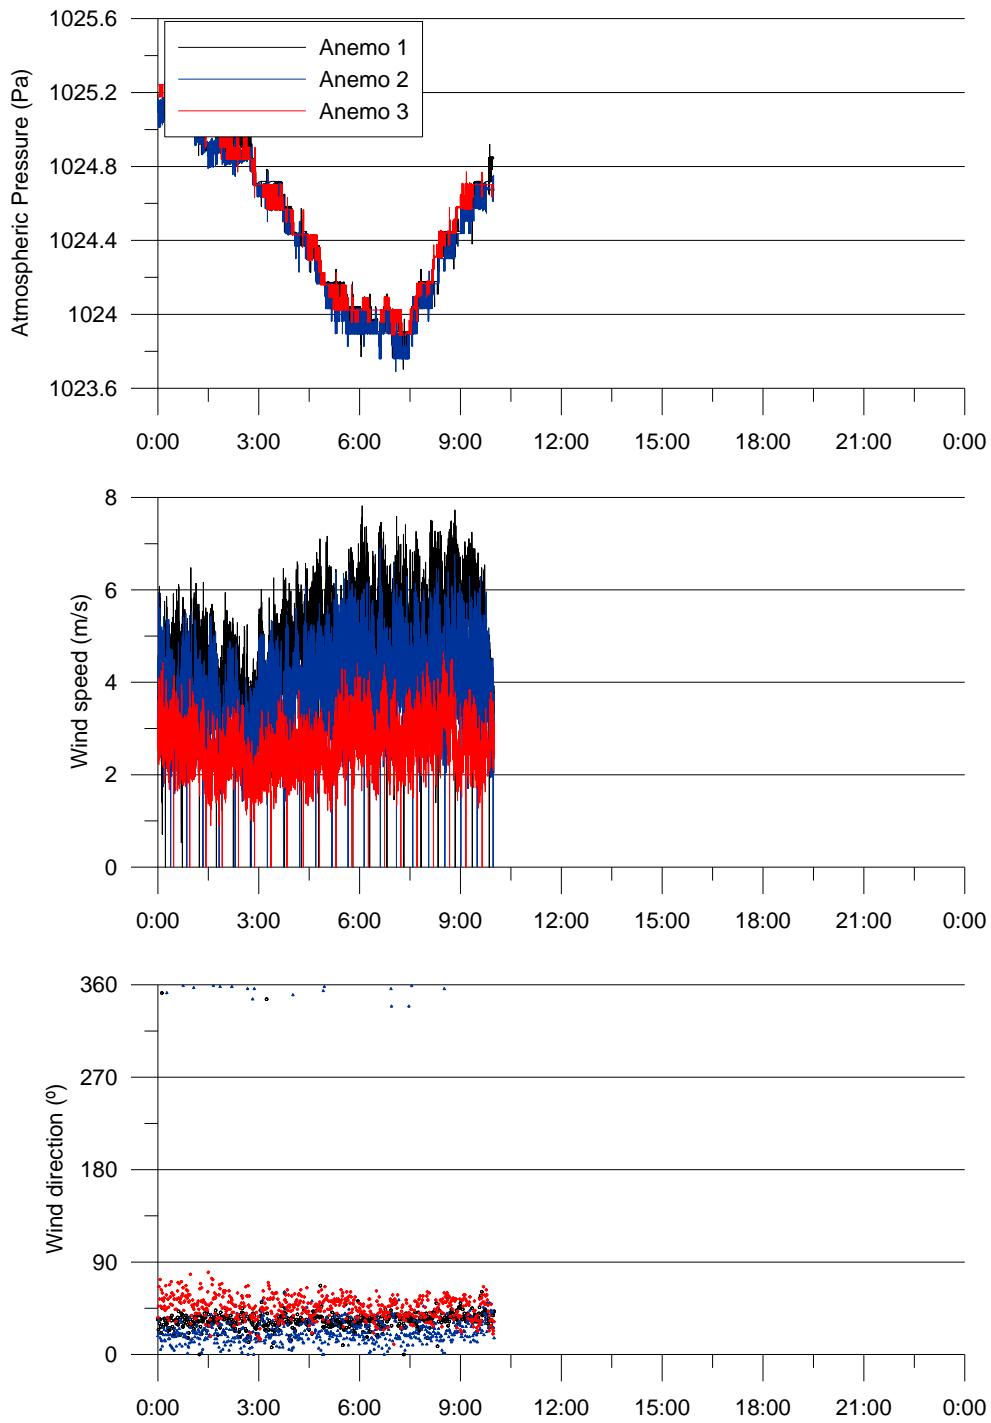 1025.6
1025.2
1024.8
1024.4
1024
1023.6
Atmospheric Pressure (Pa)
Anemo 1
Anemo 2
Anemo 3
0:00 3:00 6:00 9:00 12:00 15:00 18:00 21:00 0:00
8
6
4
2
0
Wind speed (m/s)
0:00 3:00 6:00 9:00 12:00 15:00 18:00 21:00 0:00
360
270
180
90
0
Wind direction (º)
0:00 3:00 6:00 9:00 12:00 15:00 18:00 21:00 0:00